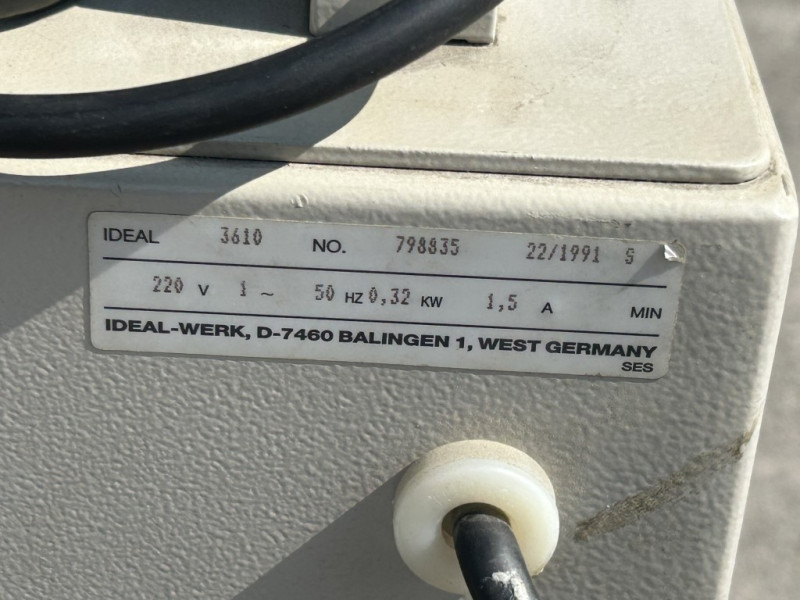 IDEAL 3610 NO. 798835 22/1991 S
220 V 1 ~ 50 HZ 0,32 KW 1,5 A MIN
IDEAL-WERK, D-7460 BALINGEN 1, WEST GERMANY
SES